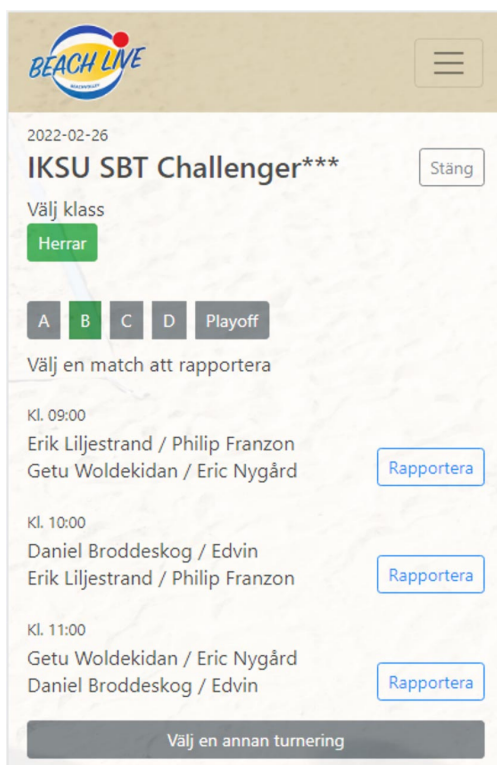 BEACH LIVE
BEACHVOLLEY
2022-02-26
IKSU SBT Challenger***
Stäng
Välj klass
Herrar
A B C D Playoff
Välj en match att rapportera
Kl. 09:00
Erik Liljestrand / Philip Franzon
Getu Woldekidan / Eric Nygård
Rapportera
Kl. 10:00
Daniel Broddeskog / Edvin
Erik Liljestrand / Philip Franzon
Rapportera
Kl. 11:00
Getu Woldekidan / Eric Nygård
Daniel Broddeskog / Edvin
Rapportera
Välj en annan turnering